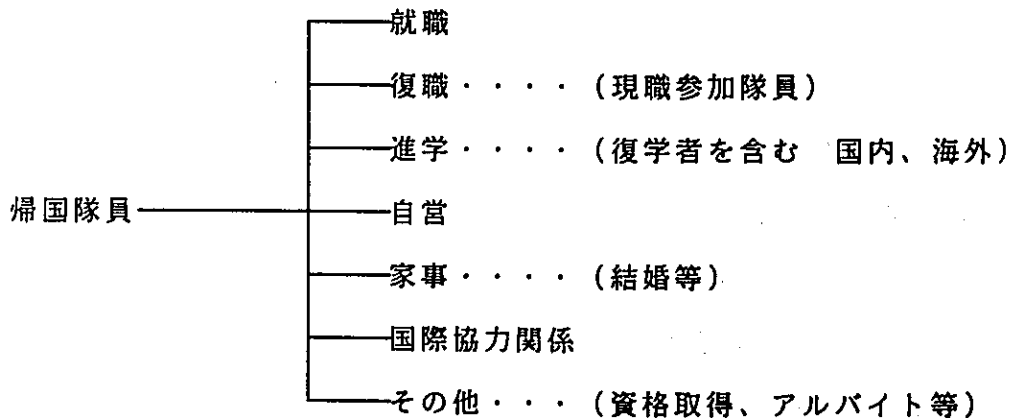 就職
復職・・・・(現職参加隊員)
進学・・・・(復学者を含む 国内、海外)
帰国隊員 自営
家事・・・・(結婚等)
国際協力関係
その他・・・(資格取得、アルバイト等)